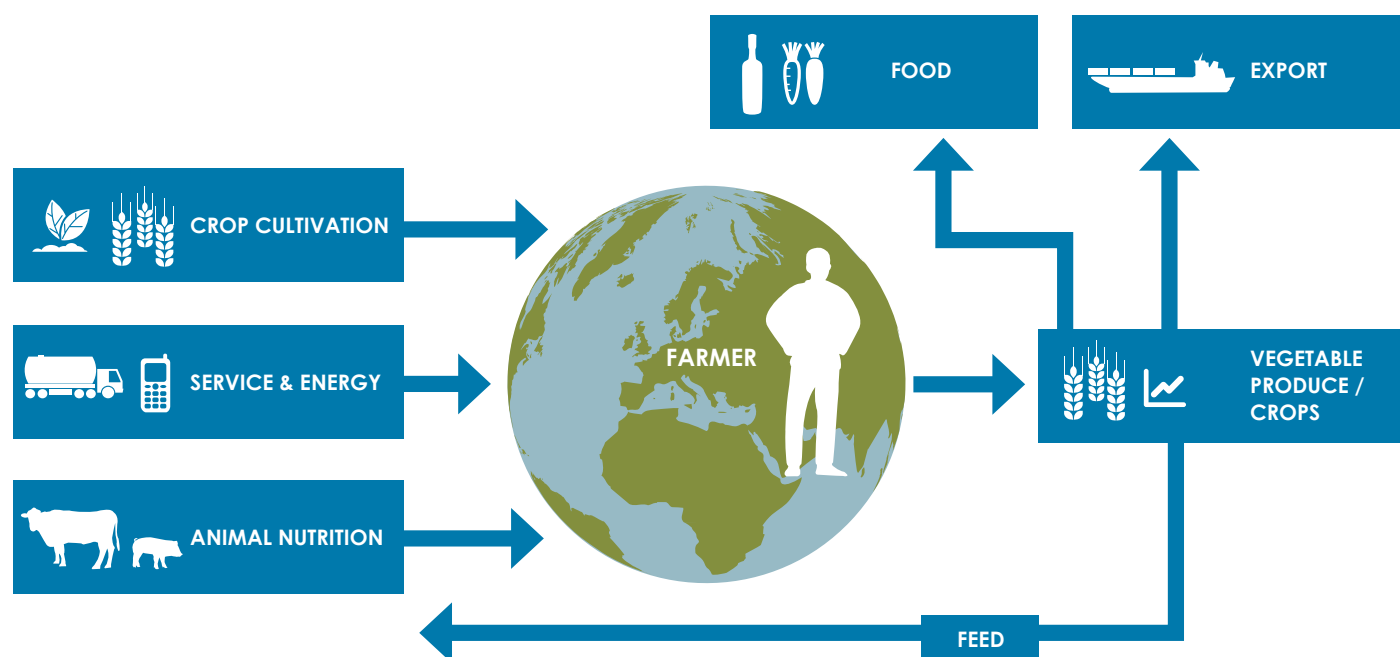 FOOD
EXPORT
CROP CULTIVATION
SERVICE & ENERGY
FARMER
VEGETABLE
PRODUCE /
CROPS
ANIMAL NUTRITION
FEED